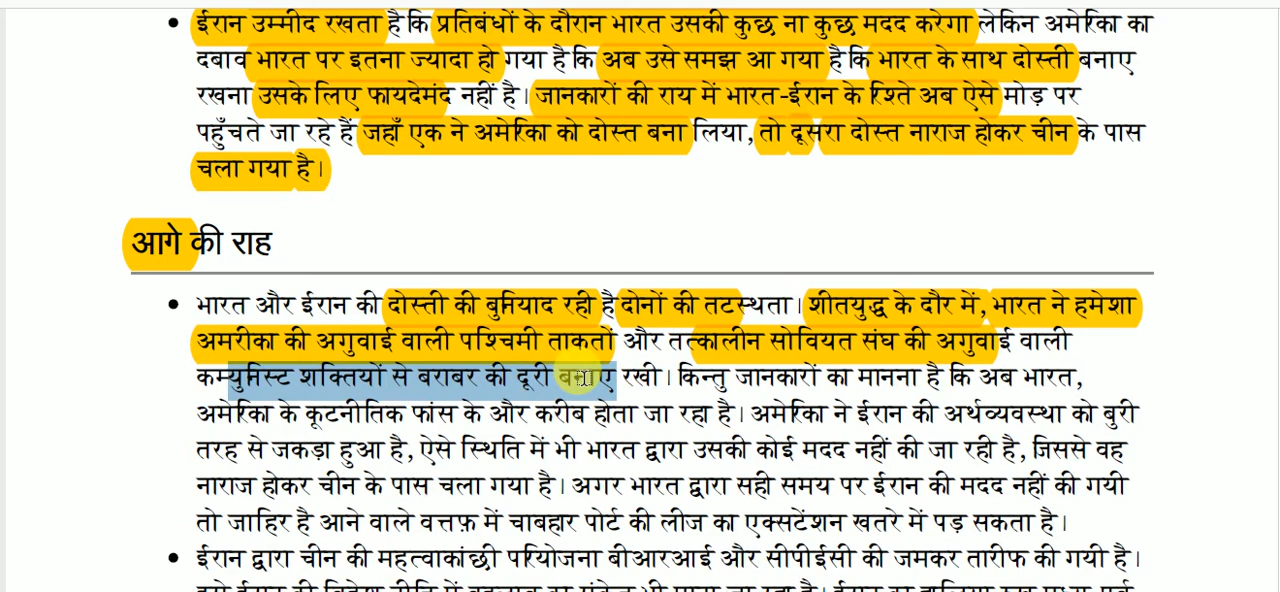 ईरान उम्मीद रखता है कि प्रतिबंधों के दौरान भारत उसकी कुछ ना कुछ मदद करेगा लेकिन अमेरिका का
दबाव भारत पर इतना ज्यादा हो गया है कि अब उसे समझ आ गया है कि भारत के साथ दोस्ती बनाए
रखना उसके लिए फायदेमंद नहीं है। जानकारों की राय में भारत-ईरान के रिश्ते अब ऐसे मोड़ पर
पहुँचते जा रहे हैं जहाँ एक ने अमेरिका को दोस्त बना लिया, तो दूसरा दोस्त नाराज होकर चीन के पास
चला गया है।
आगे की राह
भारत और ईरान की दोस्ती की बुनियाद रही है दोनों की तटस्थता। शीतयुद्ध के दौर में, भारत ने हमेशा
अमरीका की अगुवाई वाली पश्चिमी ताकतों और तत्कालीन सोवियत संघ की अगुवाई वाली
कम्युनिस्ट शक्तियों से बराबर की दूरी बनाए रखी। किन्तु जानकारों का मानना है कि अब भारत,
अमेरिका के कूटनीतिक फांस के और करीब होता जा रहा है। अमेरिका ने ईरान की अर्थव्यवस्था को बुरी
तरह से जकड़ा हुआ है, ऐसे स्थिति में भी भारत द्वारा उसकी कोई मदद नहीं की जा रही है, जिससे वह
नाराज होकर चीन के पास चला गया है। अगर भारत द्वारा सही समय पर ईरान की मदद नहीं की गयी
तो जाहिर है आने वाले वत्तफ़ में चाबहार पोर्ट की लीज का एक्सटेंशन खतरे में पड़ सकता है।
ईरान द्वारा चीन की महत्वाकांछी परियोजना बीआरआई और सीपीईसी की जमकर तारीफ की गयी है।